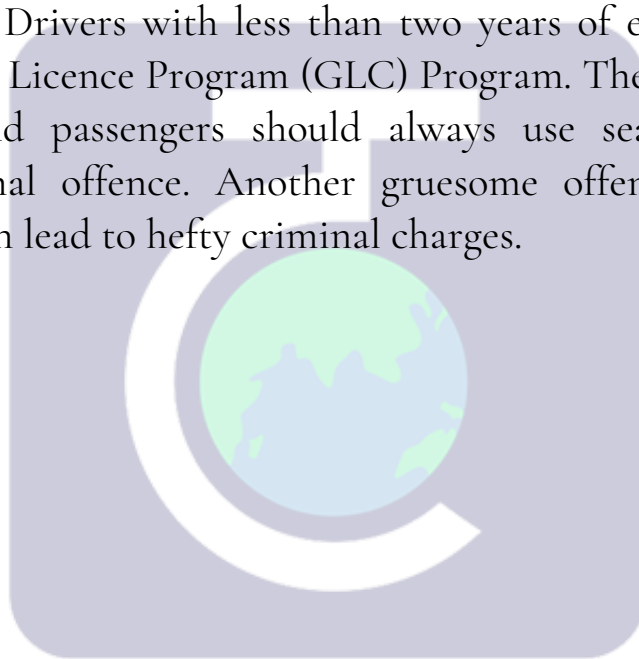 Drivers with less than two years of e
Licence Program (GLC) Program. The
d passengers should always use sea
nal offence. Another gruesome offen
n lead to hefty criminal charges.